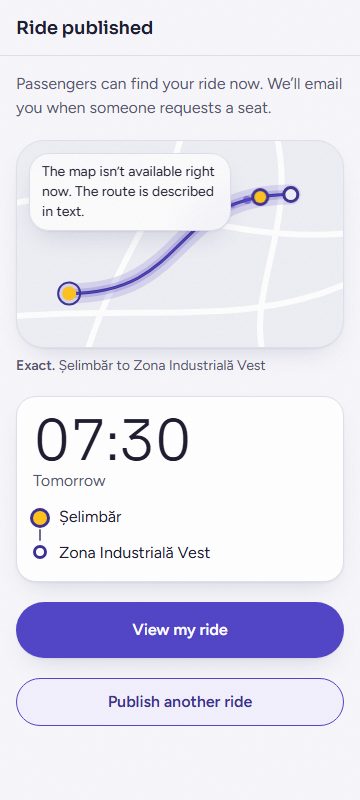 Ride published
Passengers can find your ride now. We’ll email
you when someone requests a seat.
The map isn’t available right
now. The route is described
in text.
Exact. Șelimbăr to Zona Industrială Vest
07:30
Tomorrow
Șelimbăr
Zona Industrială Vest
View my ride
Publish another ride